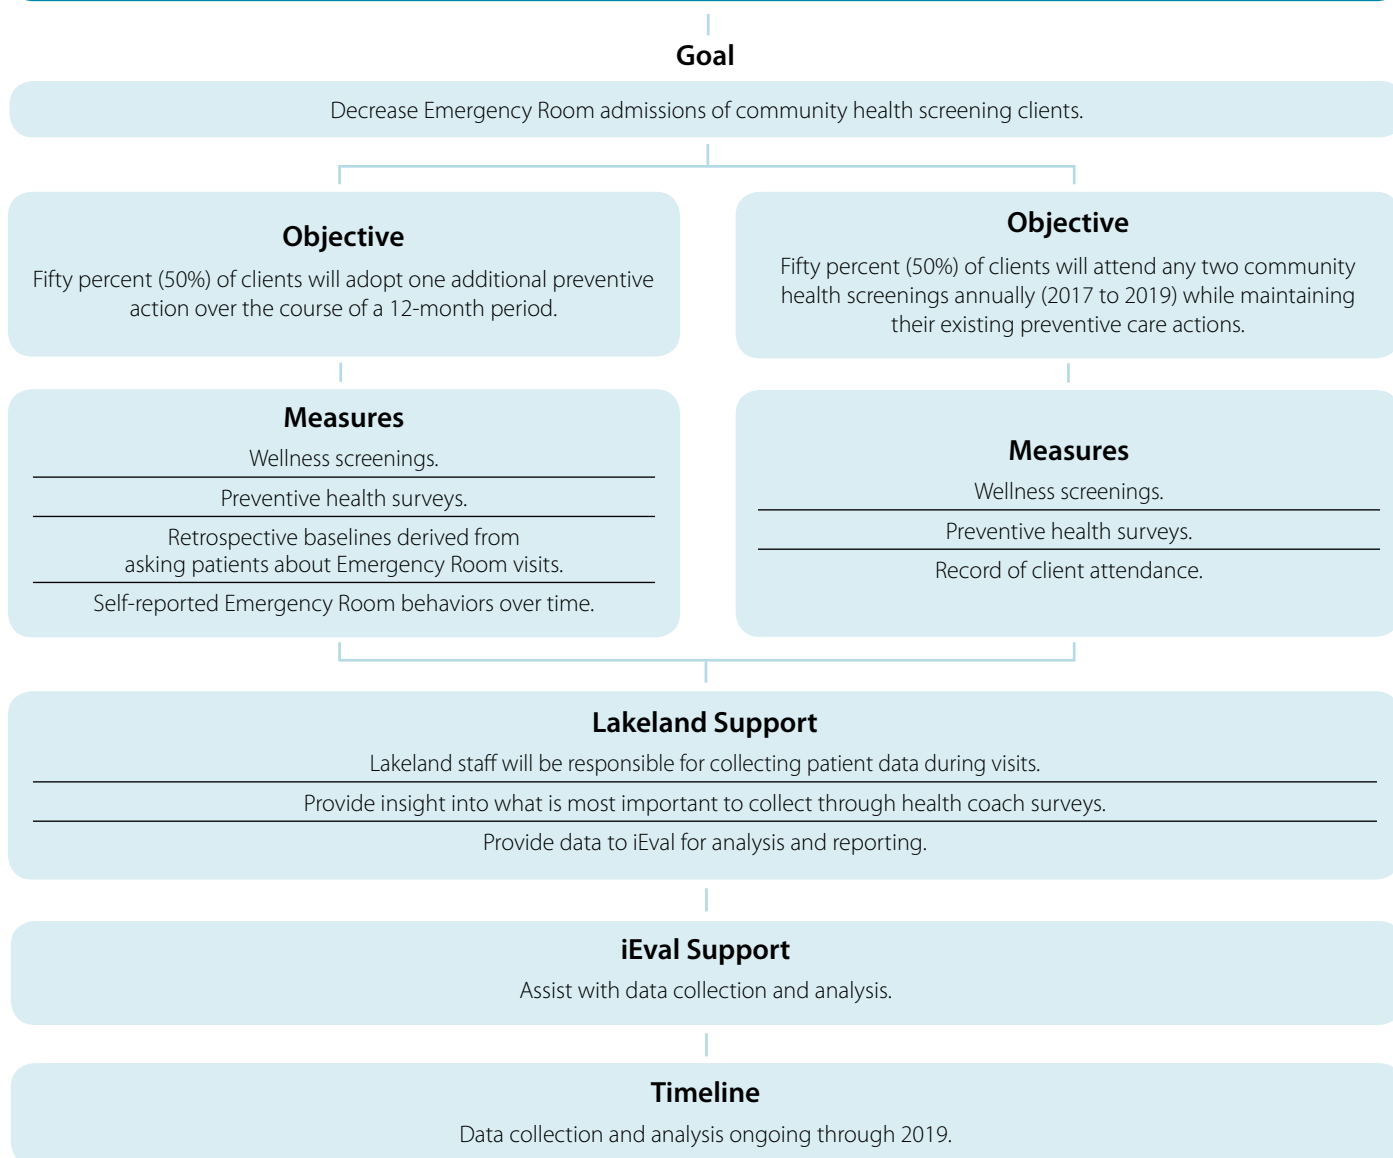 Goal
Decrease Emergency Room admissions of community health screening clients.
Objective
Fifty percent (50%) of clients will adopt one additional preventive
action over the course of a 12-month period.
Objective
Fifty percent (50%) of clients will attend any two community
health screenings annually (2017 to 2019) while maintaining
their existing preventive care actions.
Measures
Wellness screenings.
Preventive health surveys.
Retrospective baselines derived from
asking patients about Emergency Room visits.
Self-reported Emergency Room behaviors over time.
Measures
Wellness screenings.
Preventive health surveys.
Record of client attendance.
Lakeland Support
Lakeland staff will be responsible for collecting patient data during visits.
Provide insight into what is most important to collect through health coach surveys.
Provide data to iEval for analysis and reporting.
iEval Support
Assist with data collection and analysis.
Timeline
Data collection and analysis ongoing through 2019.